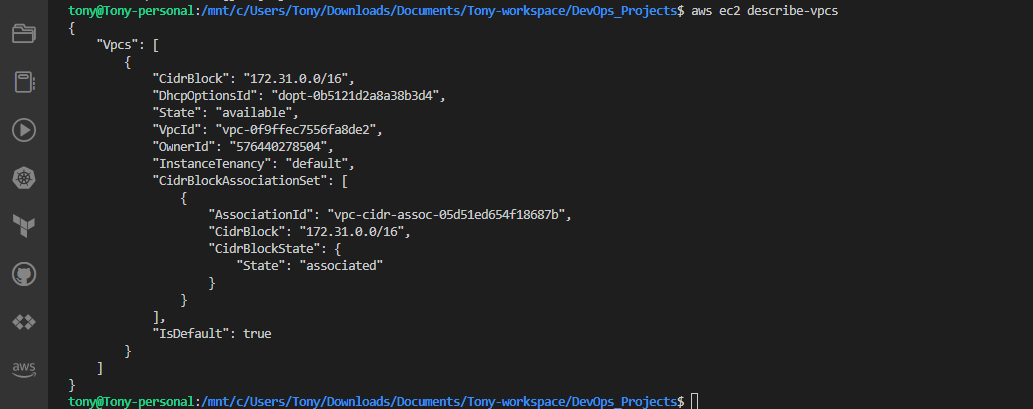 tony@Tony-personal:/mnt/c/Users/Tony/Downloads/Documents/Tony-workspace/DevOps_Projects$ aws ec2 describe-vpcs
{
    "Vpcs": [
        {
            "CidrBlock": "172.31.0.0/16",
            "DhcpOptionsId": "dopt-0b5121d2a8a38b3d4",
            "State": "available",
            "VpcId": "vpc-0f9ffec7556fa8de2",
            "OwnerId": "576440278504",
            "InstanceTenancy": "default",
            "CidrBlockAssociationSet": [
                {
                    "AssociationId": "vpc-cidr-assoc-05d51ed654f18687b",
                    "CidrBlock": "172.31.0.0/16",
                    "CidrBlockState": {
                        "State": "associated"
                    }
                }
            ],
            "IsDefault": true
        }
    ]
}
tony@Tony-personal:/mnt/c/Users/Tony/Downloads/Documents/Tony-workspace/DevOps_Projects$
aws